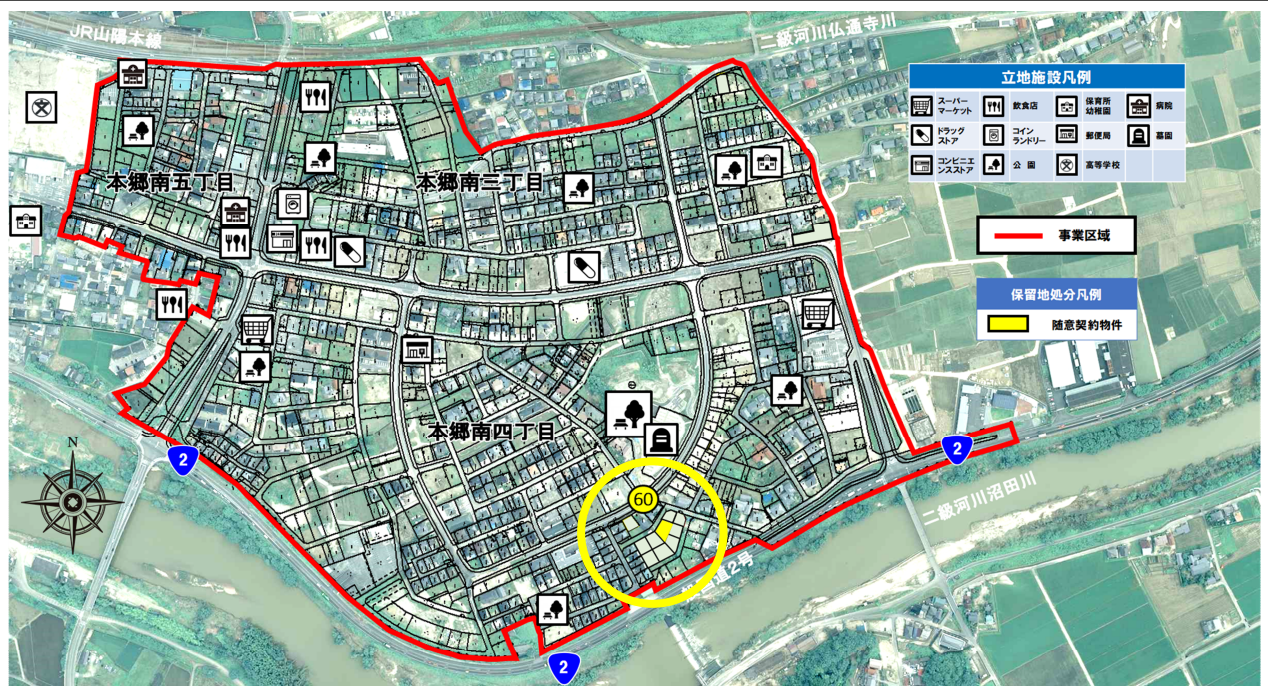 JR山陽本線
二級河川仏通寺川
立地施設凡例
スーパー
マーケット
飲食店
保育所
幼稚園
病院
ドラッグ
ストア
コイン
ランドリー
郵便局
墓園
コンビニエ
ンスストア
公園
高等学校
本郷南五丁目
本郷南三丁目
事業区域
保留地処分凡例
随意契約物件
本郷南四丁目
N
2
2
60
二級河川沼田川
道2号
2